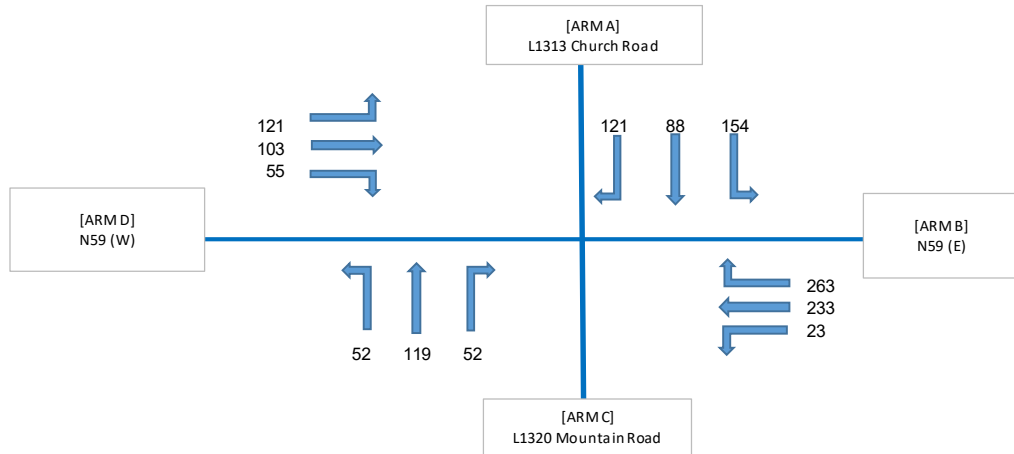 [ARM A]
L1313 Church Road
121
103
55
121 88 154
[ARM D]
N59 (W)
[ARM B]
N59 (E)
263
233
23
52 119 52
[ARM C]
L1320 Mountain Road